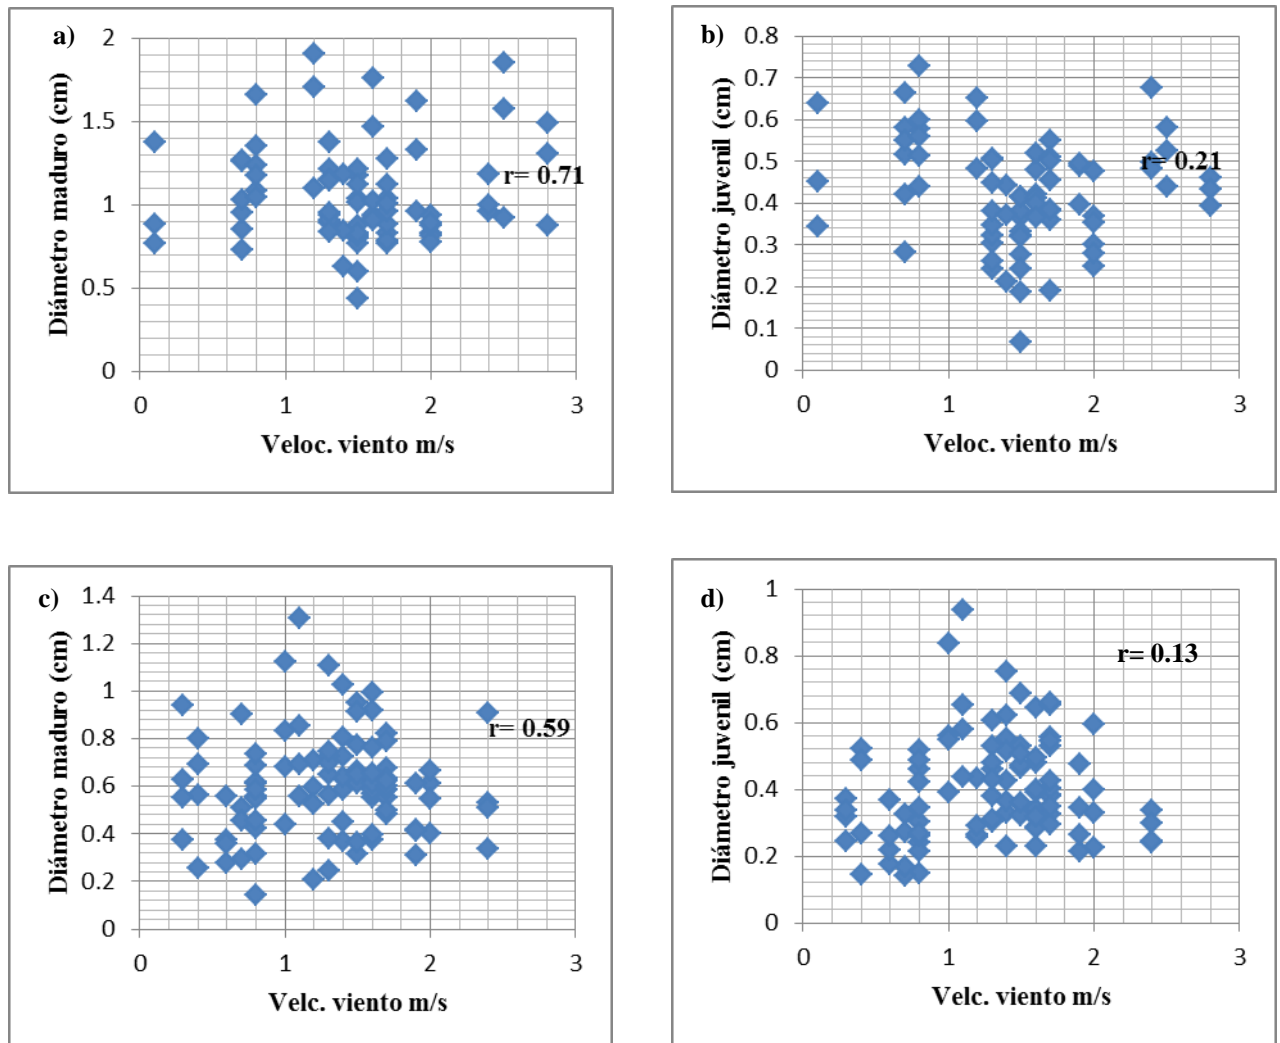 a)
Diámetro maduro (cm)
2
1.5
1
0.5
0
r= 0.71
0 1 2 3
Veloc. viento m/s
b)
Diámetro juvenil (cm)
0.8
0.7
0.6
0.5
0.4
0.3
0.2
0.1
0
r= 0.21
0 1 2 3
Veloc. viento m/s
c)
Diámetro maduro (cm)
1.4
1.2
1
0.8
0.6
0.4
0.2
0
r= 0.59
0 1 2 3
Velc. viento m/s
d)
Diámetro juvenil (cm)
1
0.8
0.6
0.4
0.2
0
r= 0.13
0 1 2 3
Velc. viento m/s